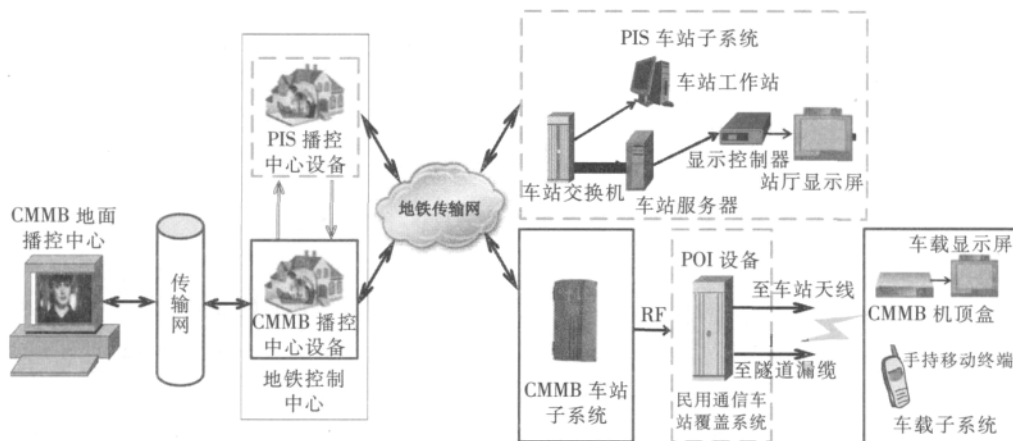 CMMB 地面
播控中心
传输网
PIS 播控
中心设备
CMMB 播控
中心设备
地铁控制
中心
地铁传输网
PIS 车站子系统
车站工作站
车站交换机
车站服务器
显示控制器
站厅显示屏
CMMB 车站
子系统
RF
POI 设备
民用通信车
站覆盖系统
至车站天线
至隧道漏缆
车载显示屏
CMMB 机顶盒
手持移动终端
车载子系统